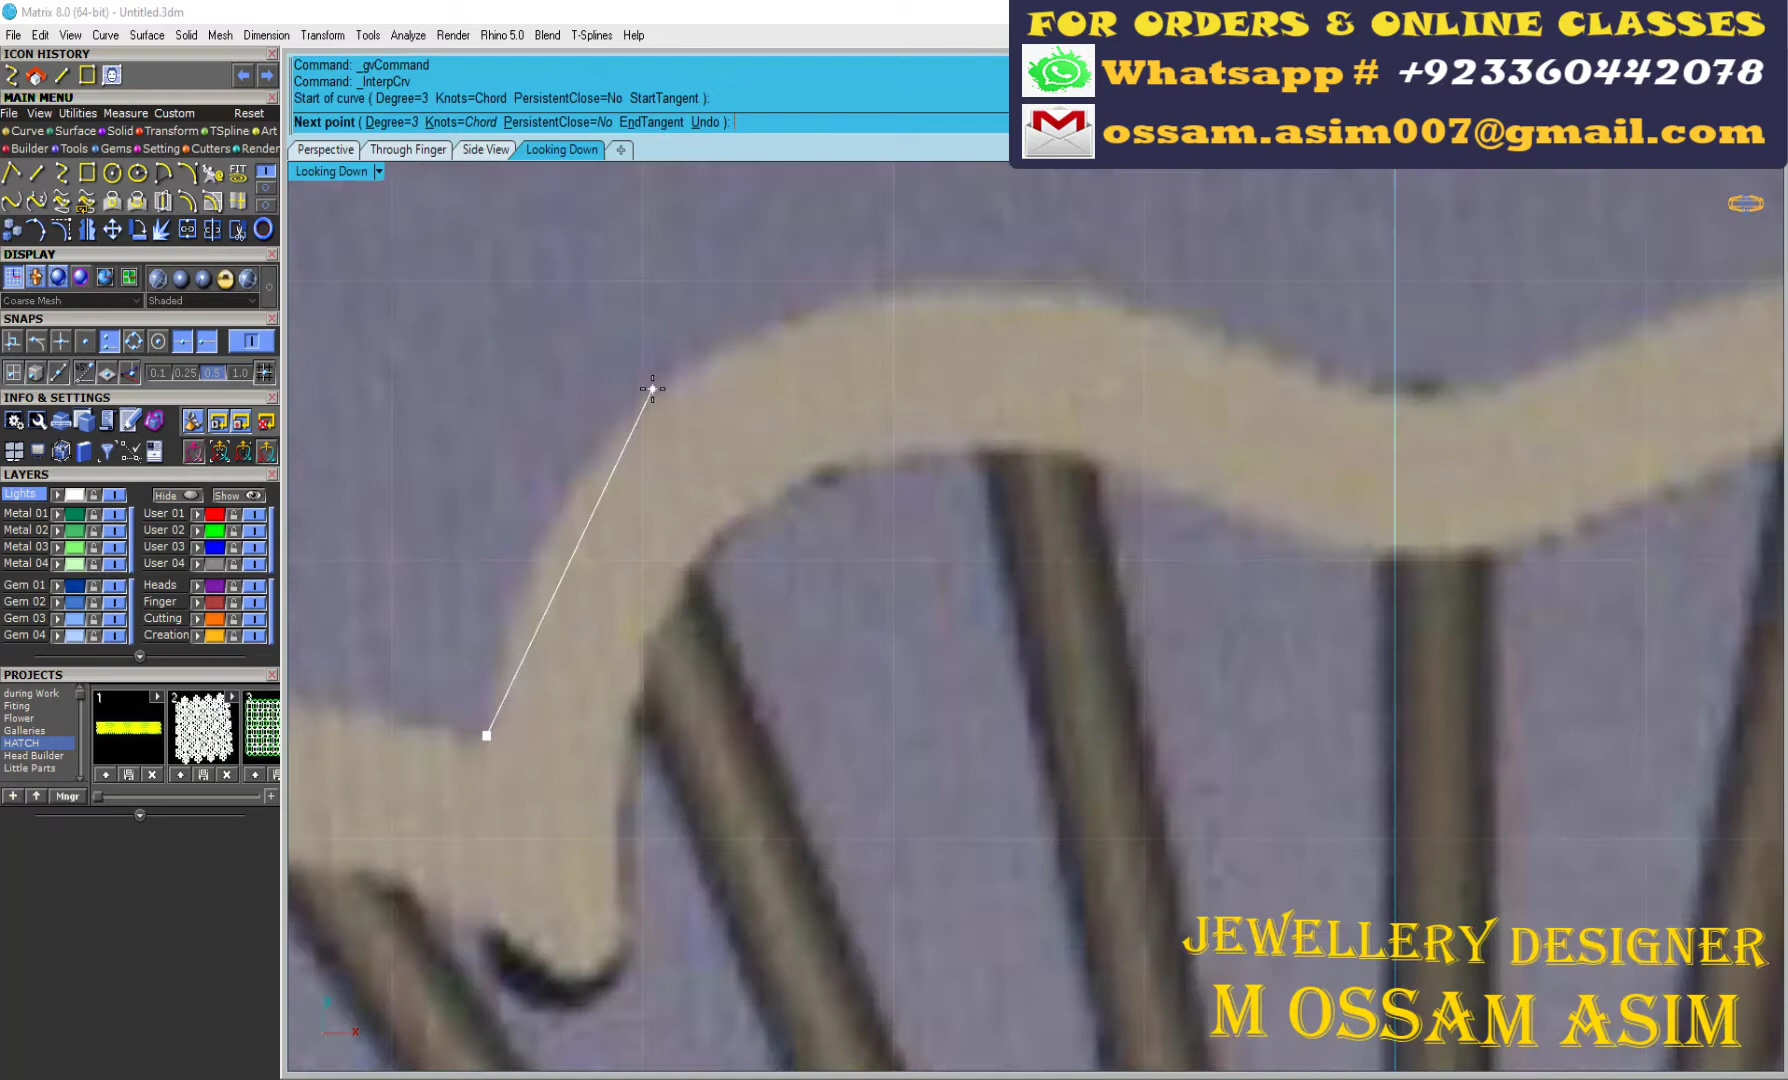 Matrix 8.0 (64-bit) - Untitled.3dm
File Edit View Curve Surface Solid Mesh Dimension Transform Tools Analyze Render Rhino 5.0 Blend T-Splines Help
FOR ORDERS & ONLINE CLASSES
Whatsapp # +923360442078
ossam.asim007@gmail.com
ICON HISTORY
MAIN MENU
File View Utilities Measure Custom Reset
Curve Surface Solid Transform TSpline Art
Builder Tools Gems Setting Cutters Render
FIT
DISPLAY
Coarse Mesh Shaded
SNAPS
0.1 0.25 0.5 1.0
INFO & SETTINGS
LAYERS
Lights Hide Show
Metal 01 User 01
Metal 02 User 02
Metal 03 User 03
Metal 04 User 04
Gem 01 Heads
Gem 02 Finger
Gem 03 Cutting
Gem 04 Creation
PROJECTS
during Work
Fiting
Flower
Galleries
HATCH
Head Builder
Little Parts
1 2 3
Mngr
Command: _gvCommand
Command: _InterpCrv
Start of curve ( Degree=3 Knots=Chord PersistentClose=No StartTangent ):
Next point ( Degree=3 Knots=Chord PersistentClose=No EndTangent Undo ):
Perspective Through Finger Side View Looking Down
Looking Down
x
JEWELLERY DESIGNER
M OSSAM ASIM